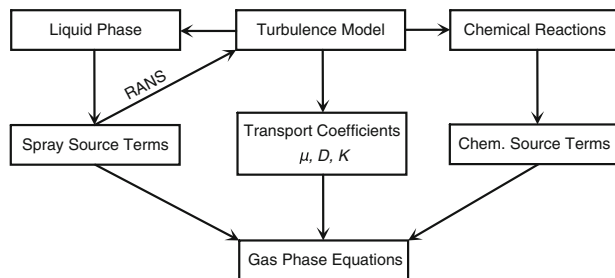 Liquid Phase
Turbulence Model
Chemical Reactions
RANS
Spray Source Terms
Transport Coefficients
μ, D, K
Chem. Source Terms
Gas Phase Equations